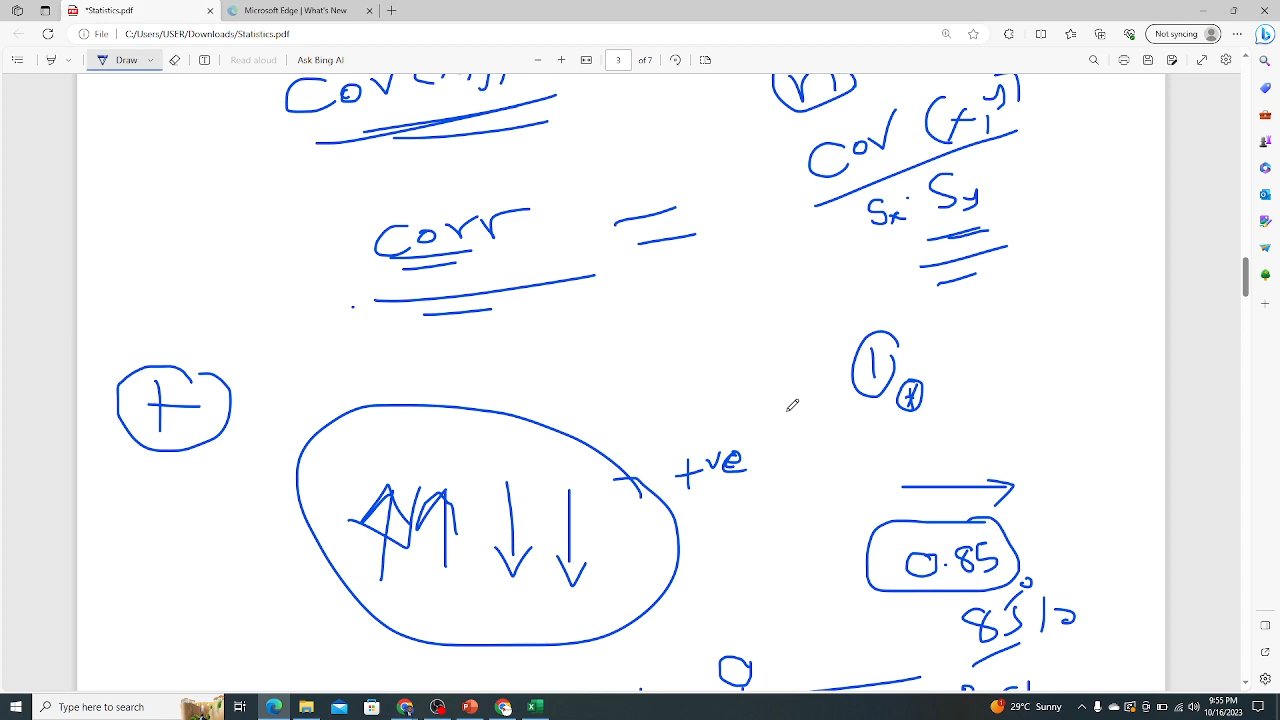 *Statistics.pdf
Microsoft Edge | What's New
File
C:/Users/USER/Downloads/Statistics.pdf
Not syncing
Draw
Read aloud
Ask Bing AI
3
of 7
Cov
Cov
Sx. Sy
Corr =
1
*
+
+ve
0.85
85%
Type here to search
29°C Sunny
9:55 PM
10/16/2023